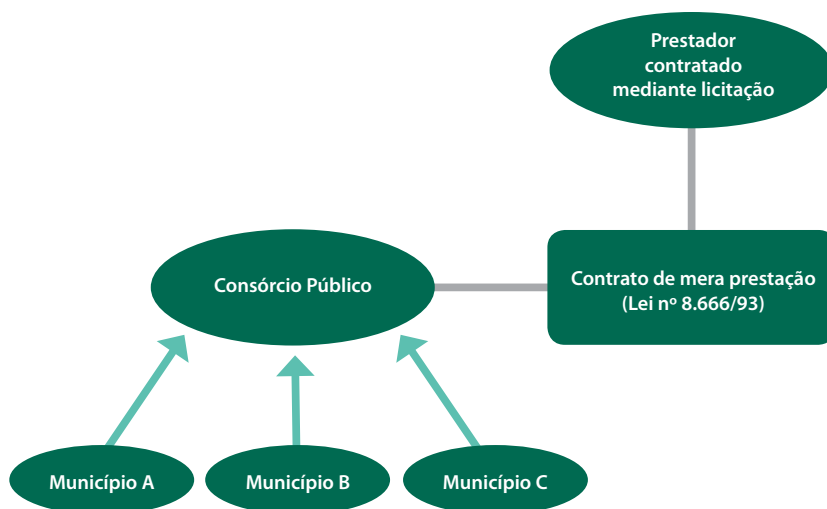 Prestador
contratado
mediante licitação
Consórcio Público
Contrato de mera prestação
(Lei nº 8.666/93)
Município A
Município B
Município C